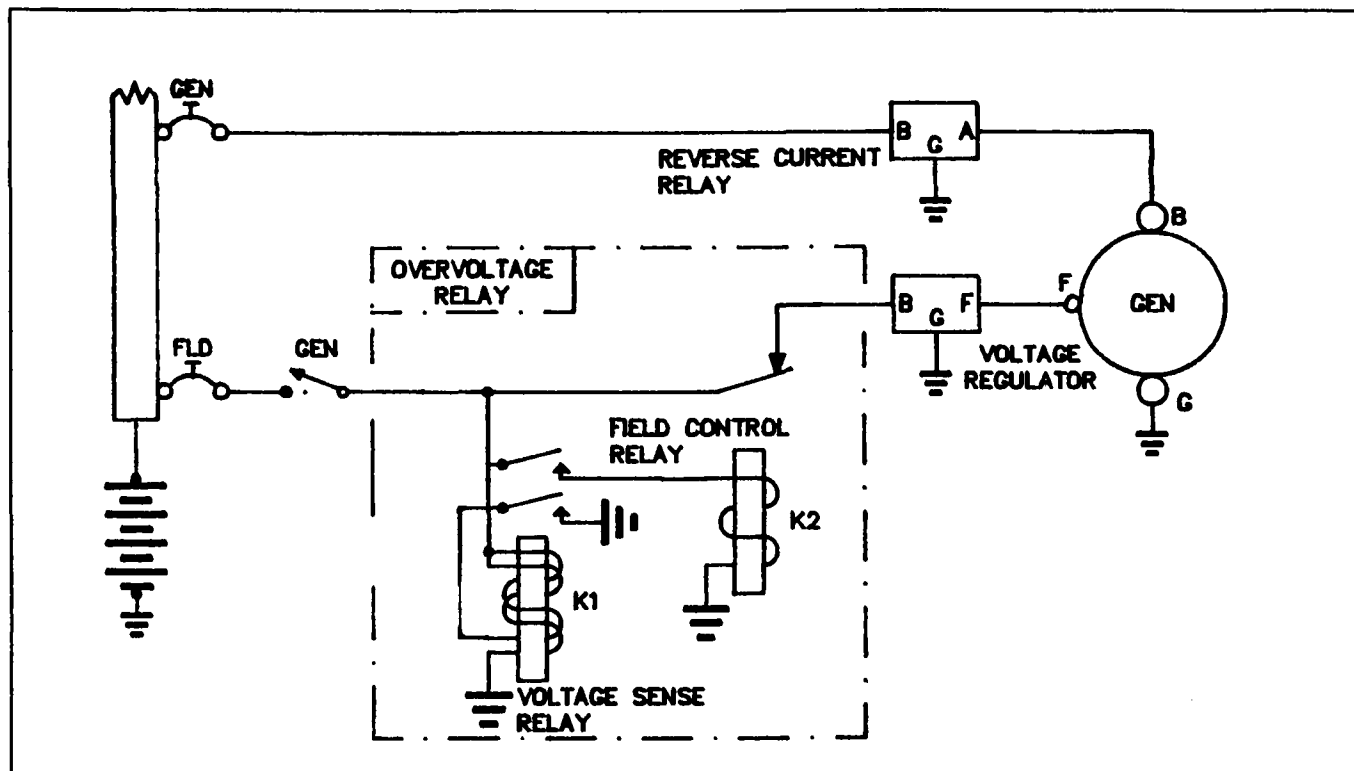 GEN
B
G
A
REVERSE CURRENT
RELAY
B
OVERVOLTAGE
RELAY
F
GEN
B
G
F
FLD
GEN
VOLTAGE
REGULATOR
G
FIELD CONTROL
RELAY
K2
K1
VOLTAGE SENSE
RELAY